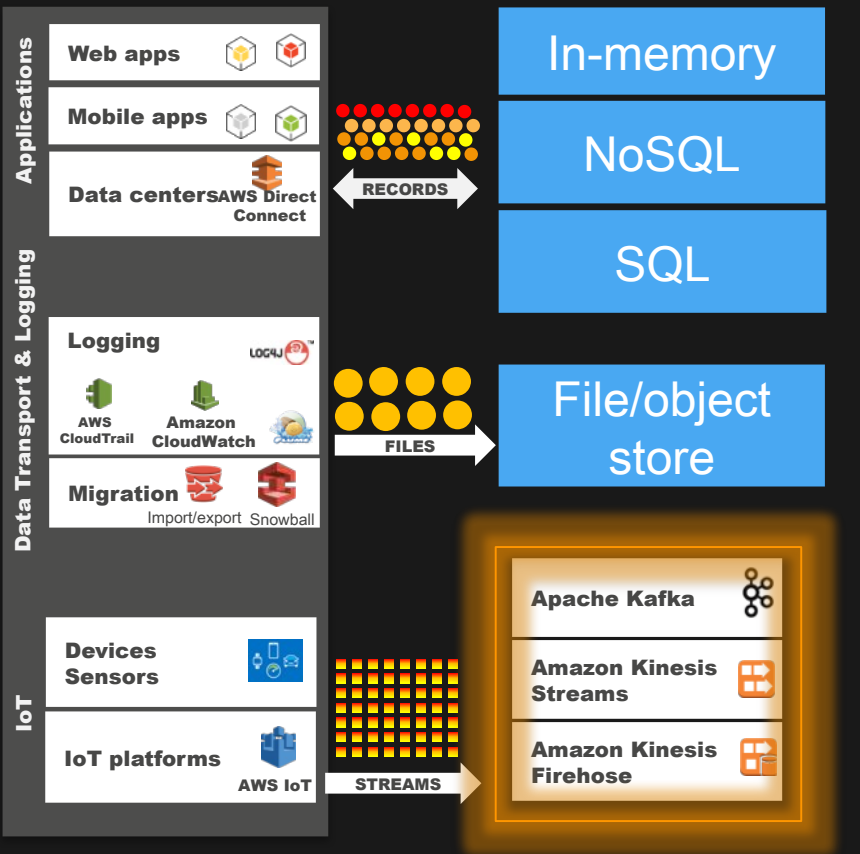 Applications
Web apps
Mobile apps
Data centers
AWS Direct
Connect
RECORDS
In-memory
NoSQL
SQL
Data Transport & Logging
Logging
LOG4J™
AWS
CloudTrail
Amazon
CloudWatch
Migration
Import/export
Snowball
FILES
File/object
store
IoT
Devices
Sensors
IoT platforms
AWS IoT
STREAMS
Apache Kafka
Amazon Kinesis
Streams
Amazon Kinesis
Firehose